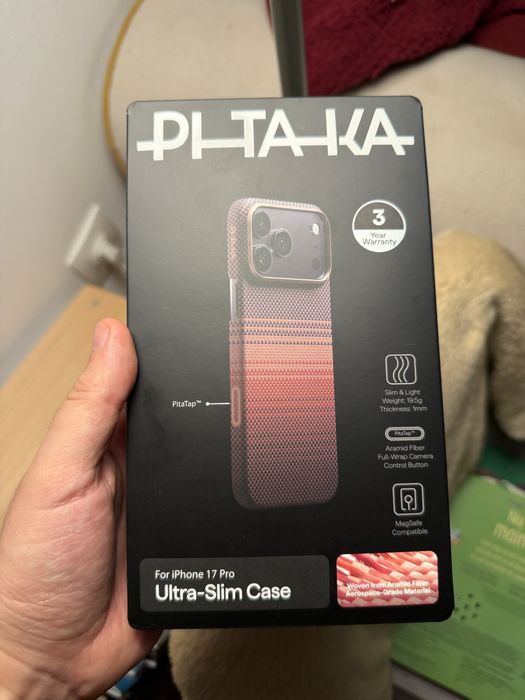 PITAKA
3
Year
Warranty
Slim & Light
Weight: 19.5g
Thickness: 1mm
PitaTap™
PitaTap™
Aramid Fiber
Full-Wrap Camera
Control Button
MagSafe
Compatible
For iPhone 17 Pro
Ultra-Slim Case
Woven from Aramid Fiber
Aerospace-Grade Material